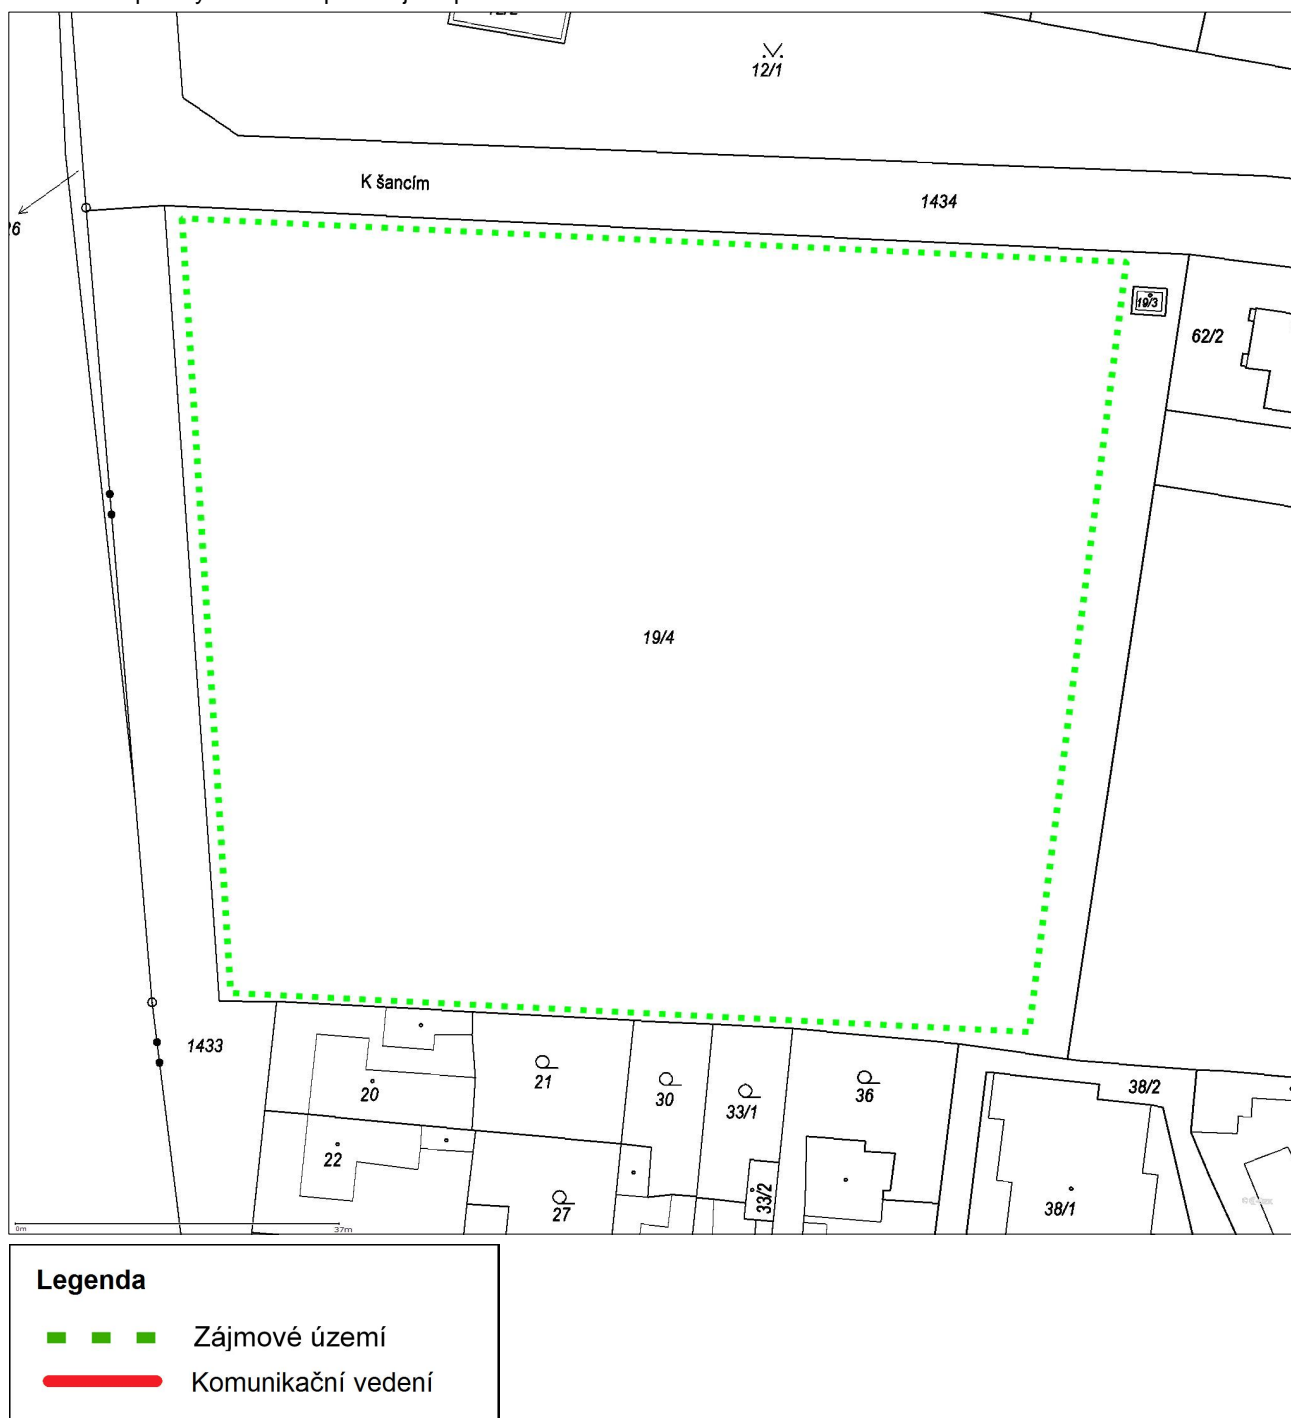 12/1
K šancím
1434
19/3
62/2
19/4
1433
21
20
30
33/1
36
38/2
22
27
33/2
38/1
0m
37m
Legenda
Zájmové území
Komunikační vedení